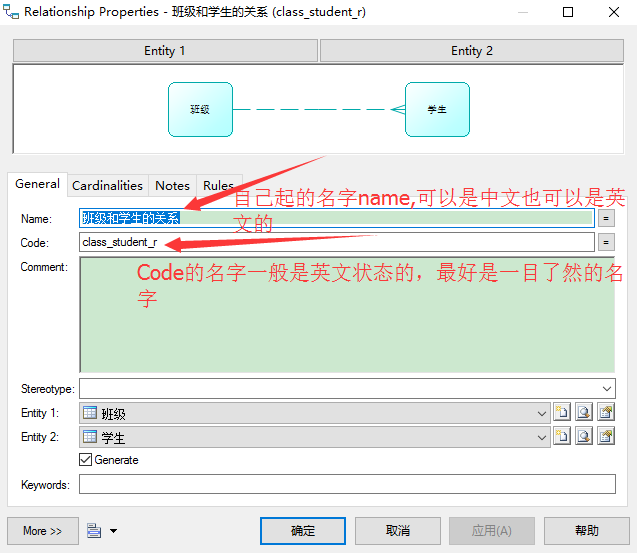 Relationship Properties - 班级和学生的关系 (class_student_r)
Entity 1
Entity 2
班级
学生
General
Cardinalities
Notes
Rules
自己起的名字name,可以是中文也可以是英
文的
Name:
班级和学生的关系
=
Code:
class_student_r
=
Comment:
Code的名字一般是英文状态的，最好是一目了然的名
字
Stereotype:
Entity 1:
班级
Entity 2:
学生
Generate
Keywords:
More >>
确定
取消
应用(A)
帮助